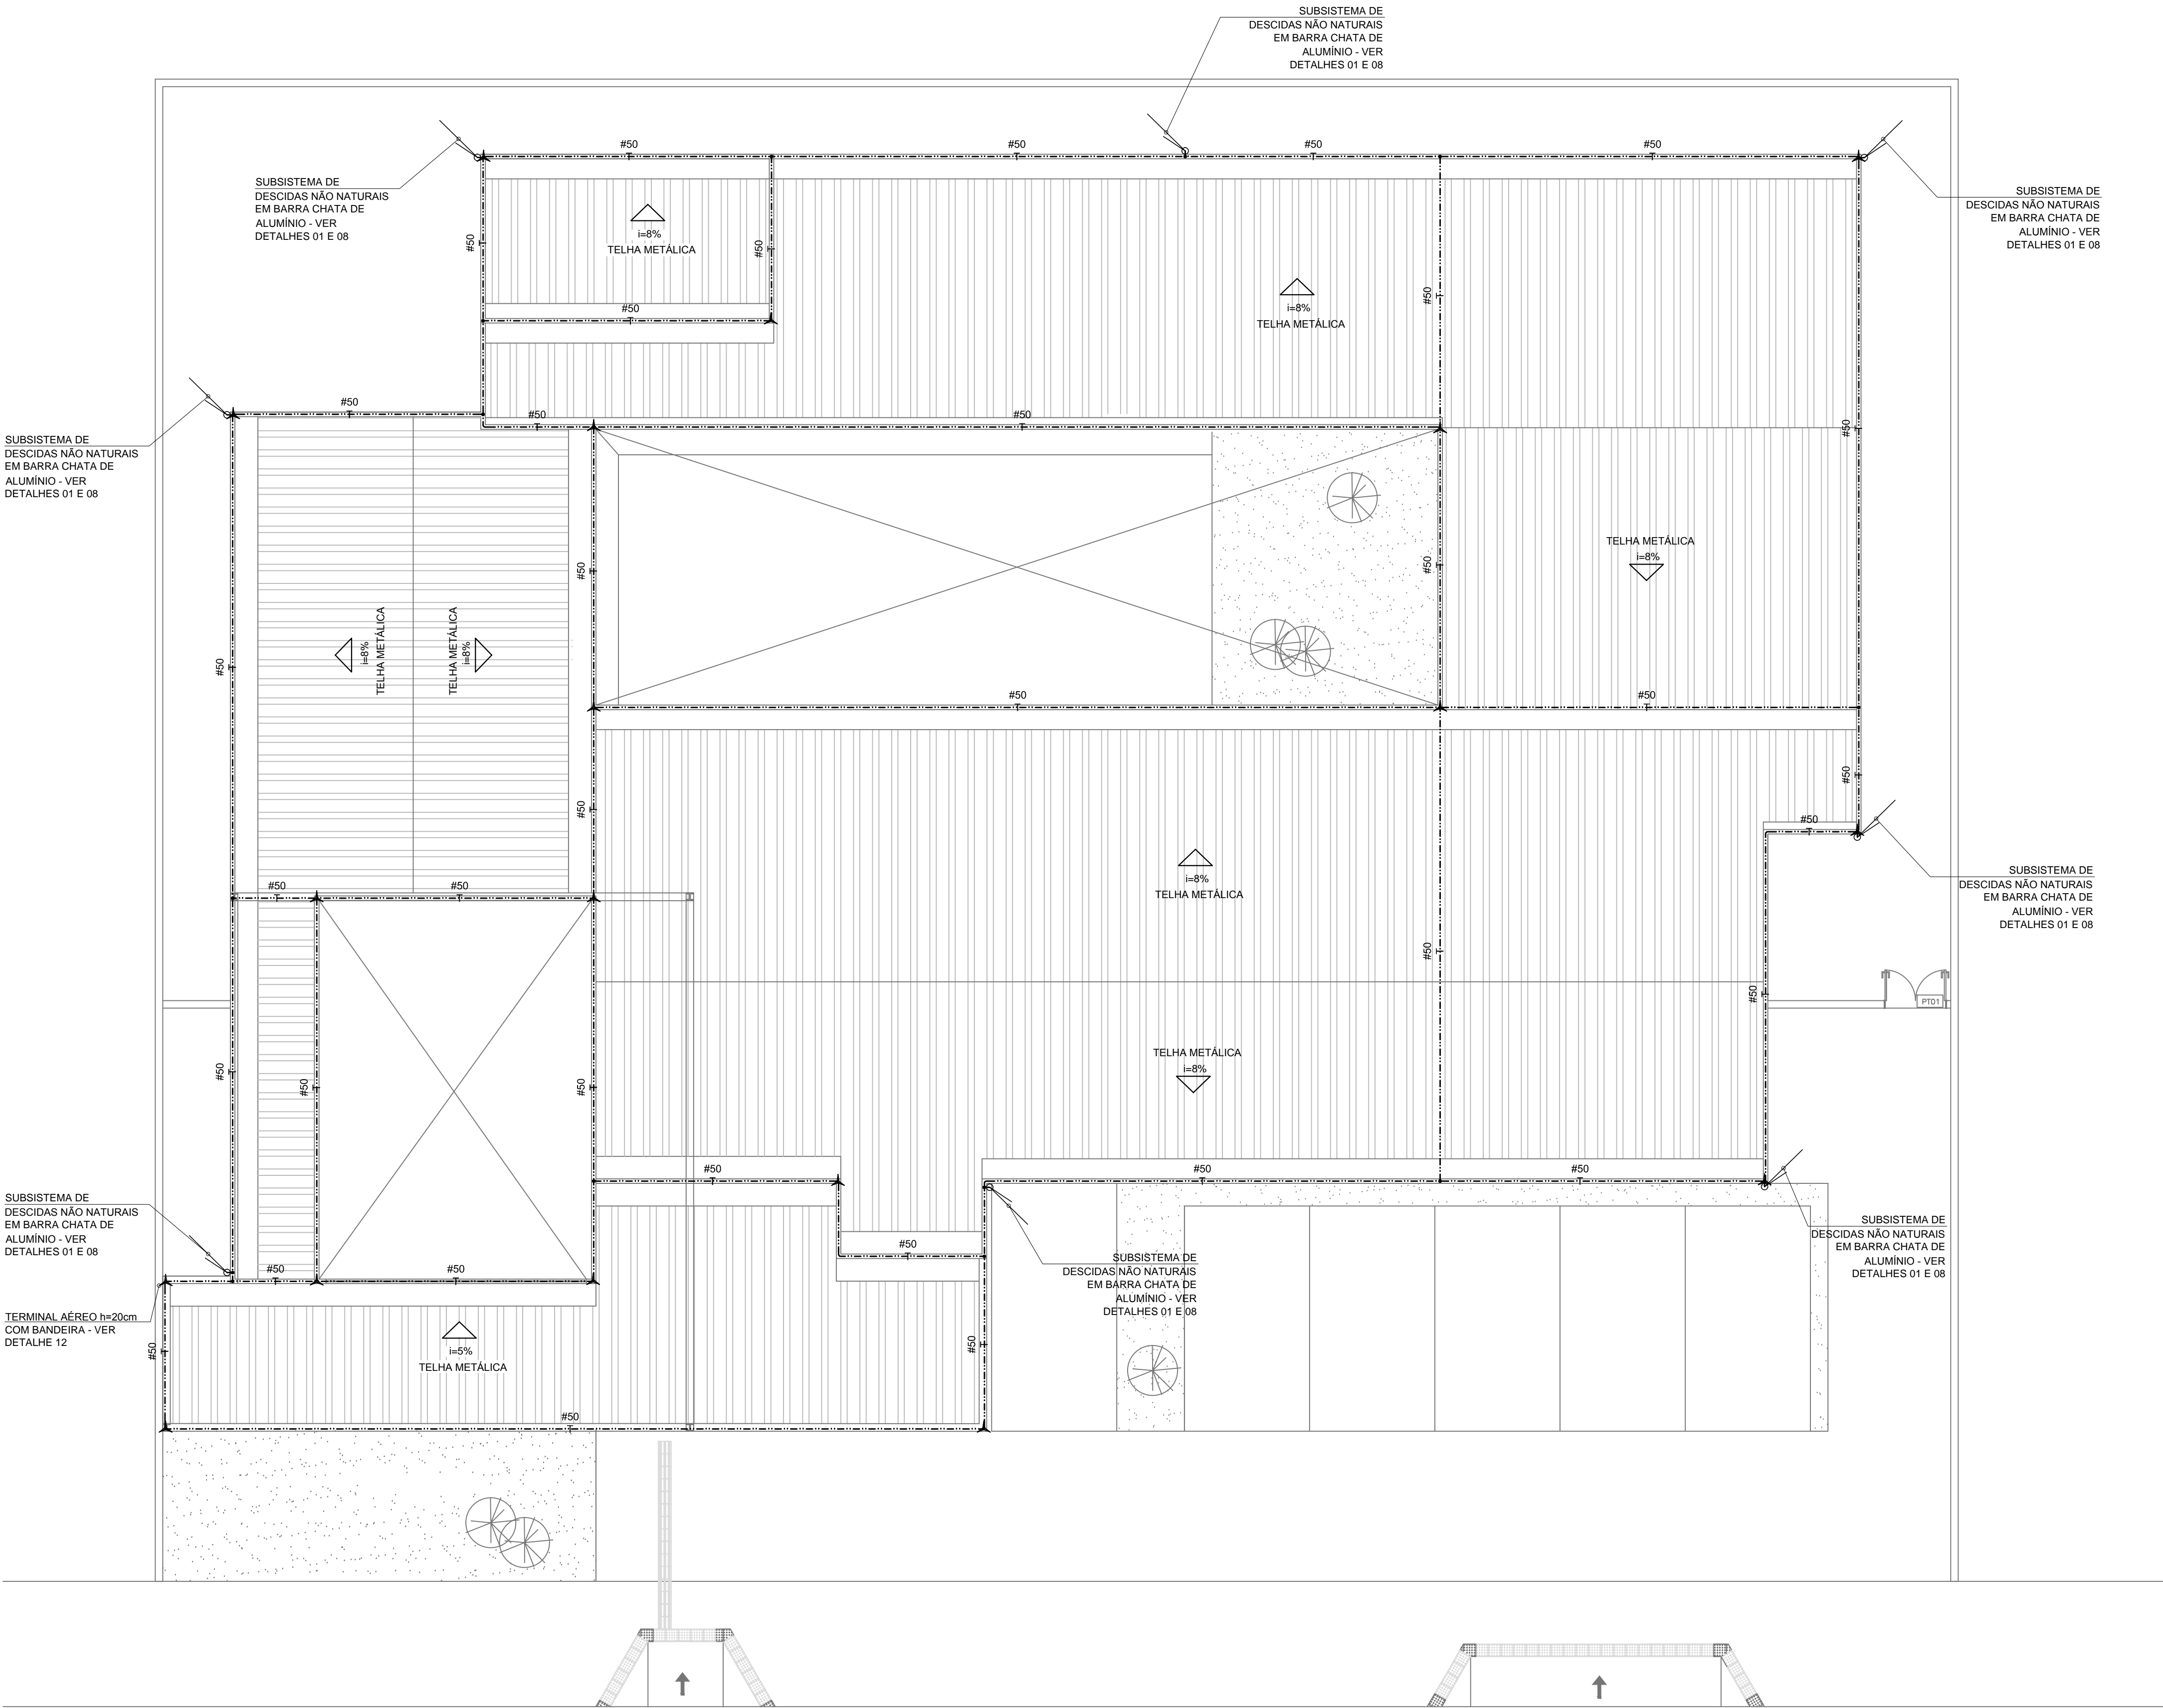 SUBSISTEMA DE
DESCIDAS NÃO NATURAIS
EM BARRA CHATA DE
ALUMÍNIO - VER
DETALHES 01 E 08
#50
#50
#50
#50
SUBSISTEMA DE
DESCIDAS NÃO NATURAIS
EM BARRA CHATA DE
ALUMÍNIO - VER
DETALHES 01 E 08
SUBSISTEMA DE
DESCIDAS NÃO NATURAIS
EM BARRA CHATA DE
ALUMÍNIO - VER
DETALHES 01 E 08
#50
i=8%
TELHA METÁLICA
#50
#50
i=8%
TELHA METÁLICA
#50
#50
#50
#50
#50
#50
SUBSISTEMA DE
DESCIDAS NÃO NATURAIS
EM BARRA CHATA DE
ALUMÍNIO - VER
DETALHES 01 E 08
#50
#50
TELHA METÁLICA
i=8%
#50
i=8%
TELHA METÁLICA
TELHA METÁLICA
i=8%
#50
#50
#50
#50
#50
SUBSISTEMA DE
DESCIDAS NÃO NATURAIS
EM BARRA CHATA DE
ALUMÍNIO - VER
DETALHES 01 E 08
i=8%
TELHA METÁLICA
#50
#50
#50
#50
PT01
TELHA METÁLICA
i=8%
#50
#50
#50
#50
#50
#50
SUBSISTEMA DE
DESCIDAS NÃO NATURAIS
EM BARRA CHATA DE
ALUMÍNIO - VER
DETALHES 01 E 08
SUBSISTEMA DE
DESCIDAS NÃO NATURAIS
EM BARRA CHATA DE
ALUMÍNIO - VER
DETALHES 01 E 08
#50
SUBSISTEMA DE
DESCIDAS NÃO NATURAIS
EM BARRA CHATA DE
ALUMÍNIO - VER
DETALHES 01 E 08
#50
#50
TERMINAL AÉREO h=20cm
COM BANDEIRA - VER
DETALHE 12
#50
i=5%
TELHA METÁLICA
#50
#50